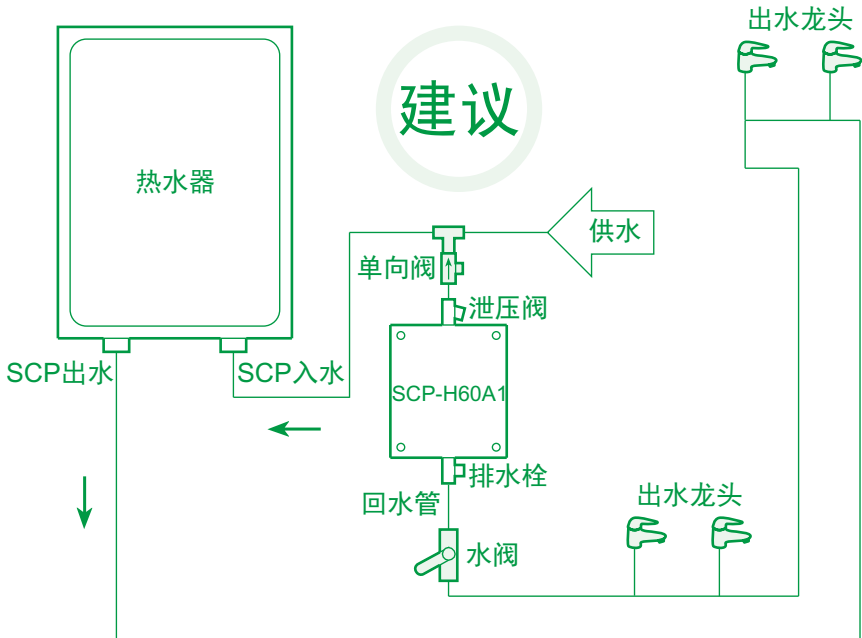 出水龙头
建议
热水器
供水
单向阀
泄压阀
SCP出水
SCP入水
SCP-H60A1
排水栓
回水管
出水龙头
水阀